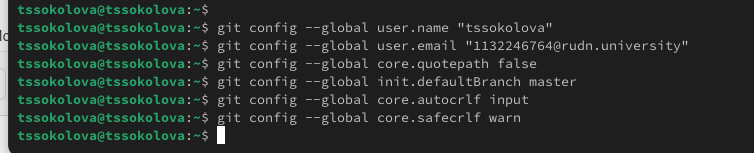 tssokolova@tssokolova:~$
tssokolova@tssokolova:~$ git config --global user.name "tssokolova"
tssokolova@tssokolova:~$ git config --global user.email "1132246764@rudn.university"
tssokolova@tssokolova:~$ git config --global core.quotepath false
tssokolova@tssokolova:~$ git config --global init.defaultBranch master
tssokolova@tssokolova:~$ git config --global core.autocrlf input
tssokolova@tssokolova:~$ git config --global core.safecrlf warn
tssokolova@tssokolova:~$